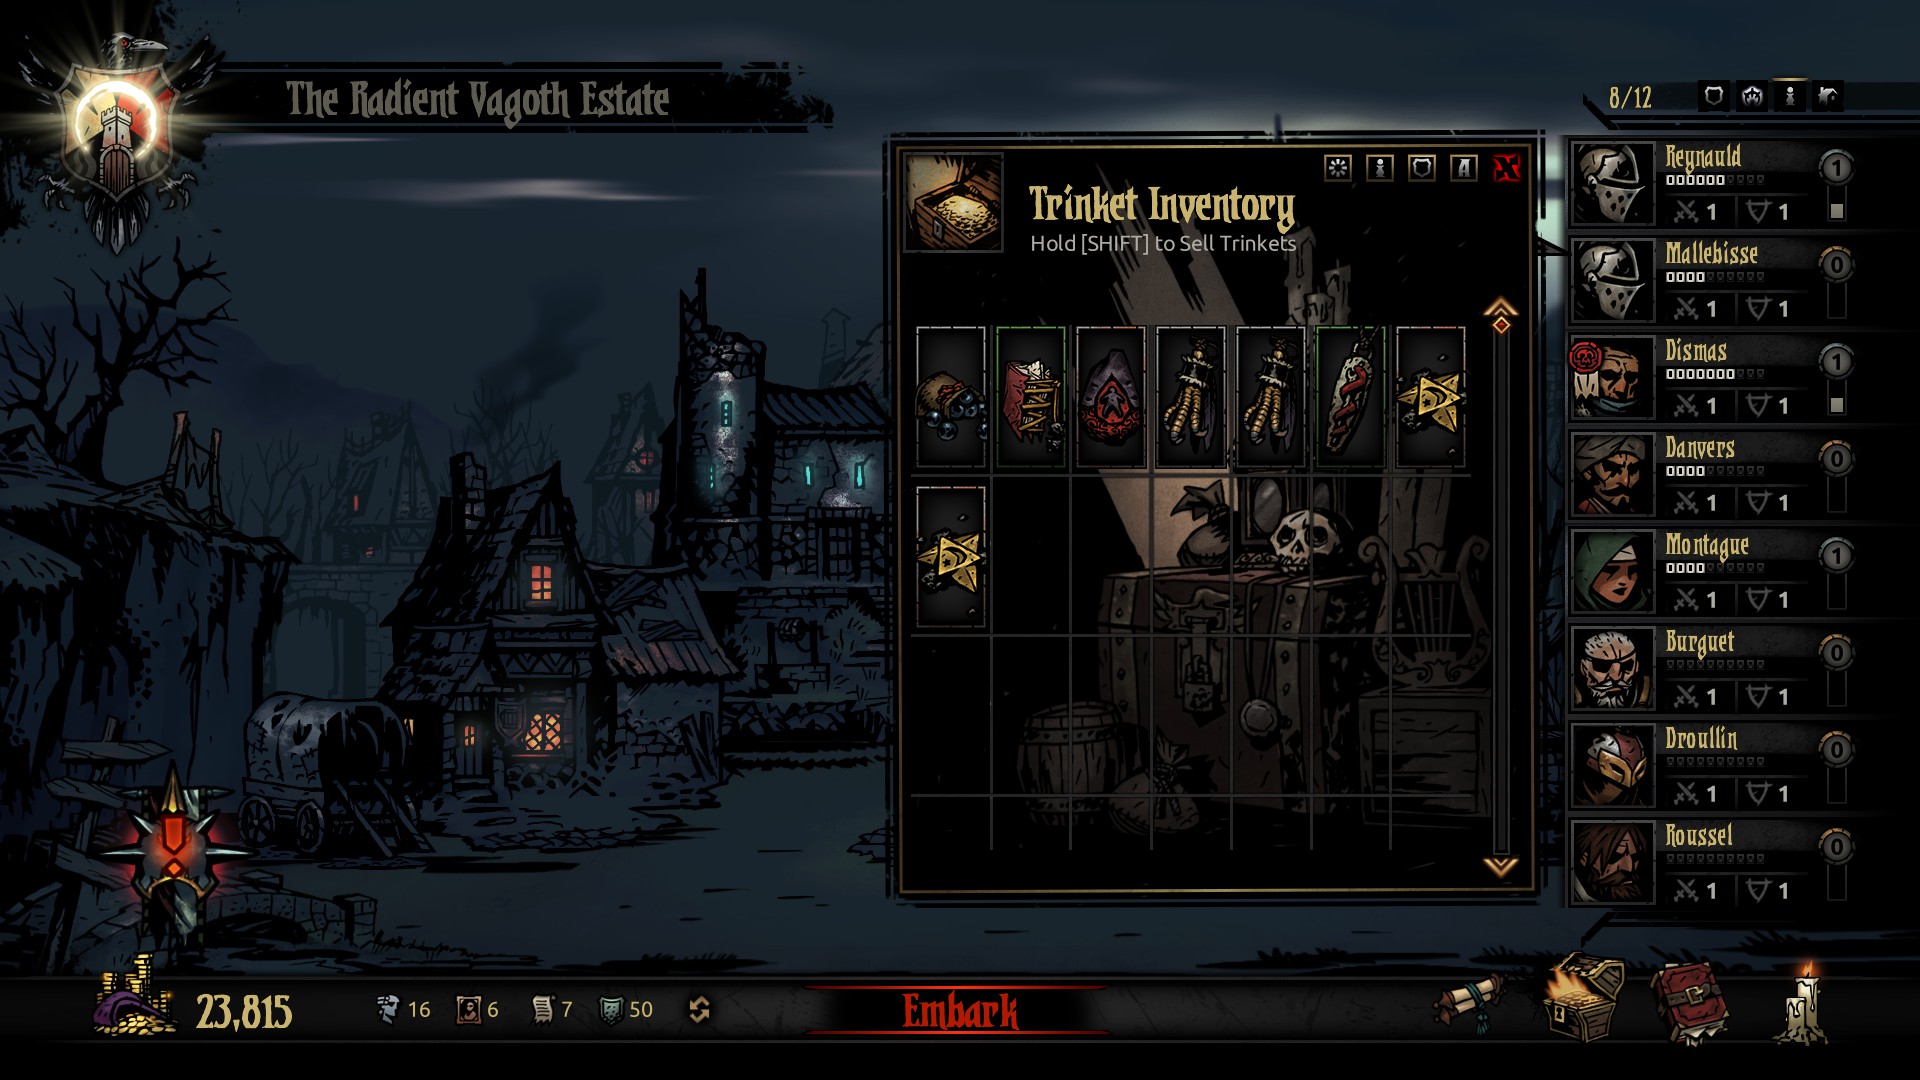 The Radient Vagoth Estate
8/12
Trinket Inventory
Hold [SHIFT] to Sell Trinkets
A
X
Reynauld
1
1
1
Mallebisse
0
1
1
Dismas
1
1
1
Danvers
0
1
1
Montague
1
1
1
Burguet
0
1
1
Droullin
0
1
1
Roussel
0
1
1
23,815
16
6
7
50
Embark